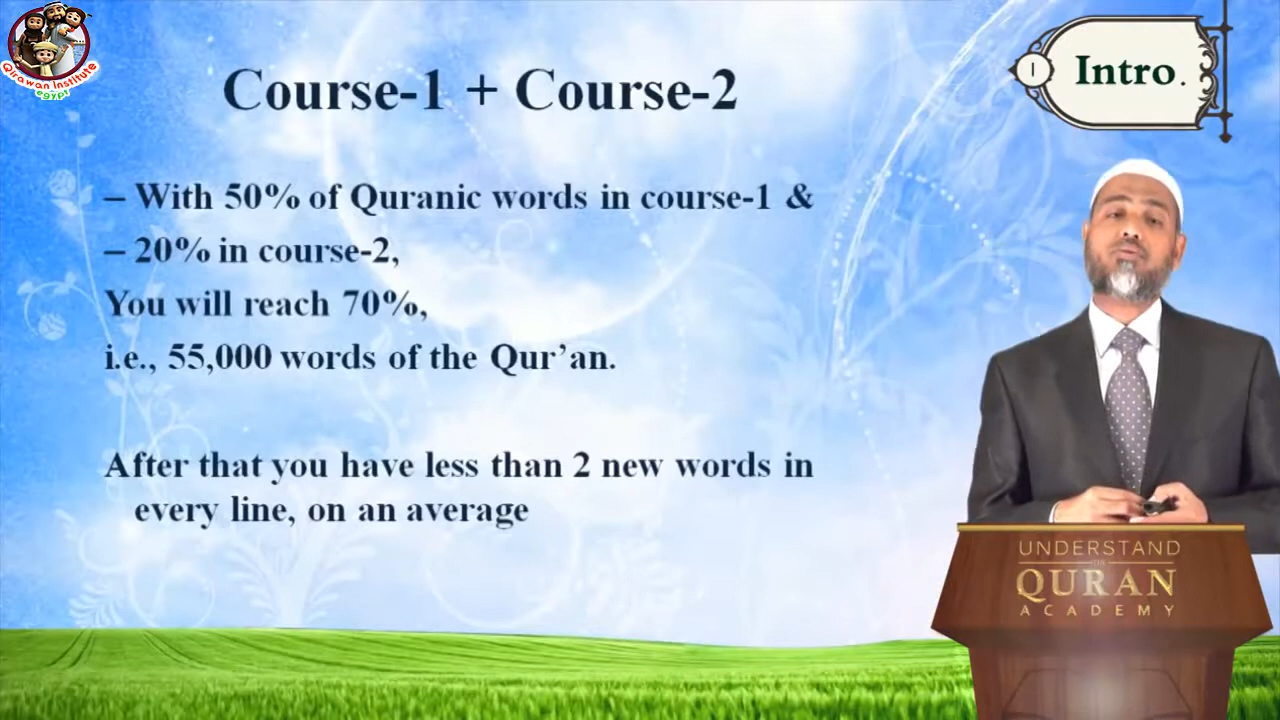 Qirawan Institute
egypt
Course-1 + Course-2
I
Intro.
– With 50% of Quranic words in course-1 &
– 20% in course-2,
You will reach 70%,
i.e., 55,000 words of the Qur’an.
After that you have less than 2 new words in
every line, on an average
UNDERSTAND
THE
QURAN
ACADEMY